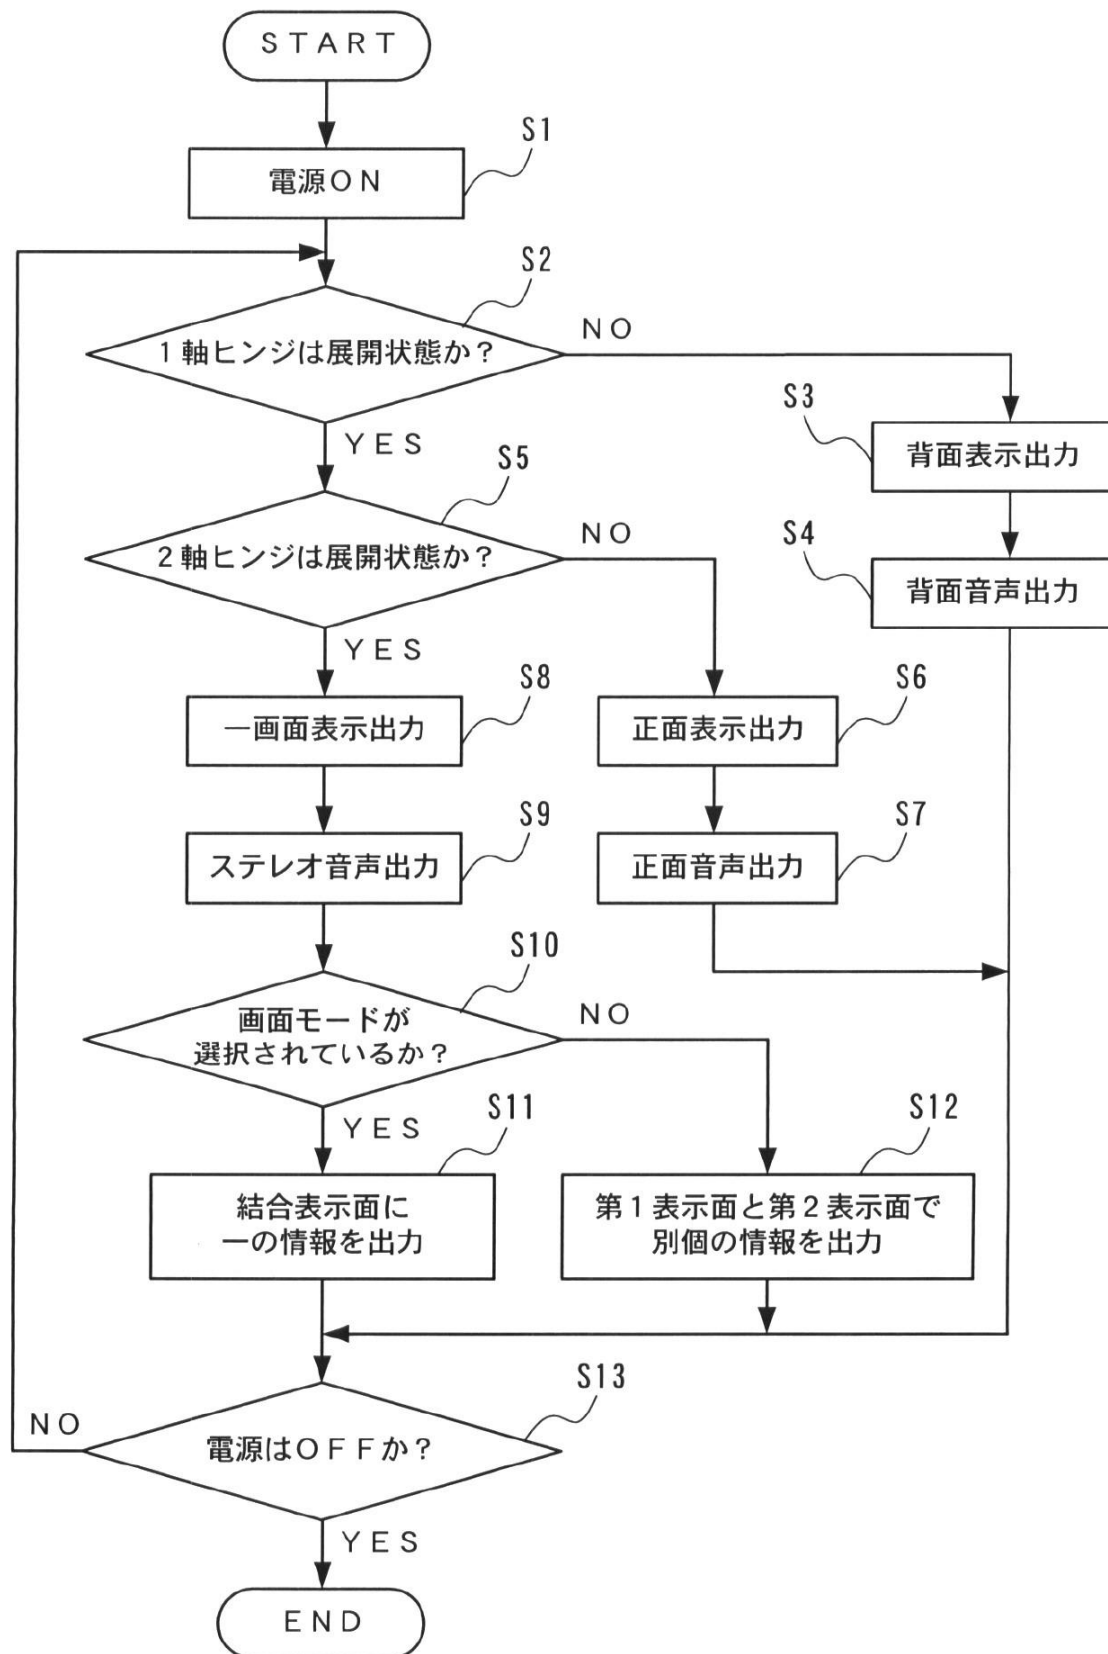 START
S1
電源ON
S2
1軸ヒンジは展開状態か？
NO
YES
S3
背面表示出力
S4
背面音声出力
S5
2軸ヒンジは展開状態か？
NO
YES
S8
一画面表示出力
S6
正面表示出力
S9
ステレオ音声出力
S7
正面音声出力
S10
画面モードが
選択されているか？
NO
YES
S11
結合表示面に
一の情報を出力
S12
第1表示面と第2表示面で
別個の情報を出力
S13
電源はOFFか？
NO
YES
END